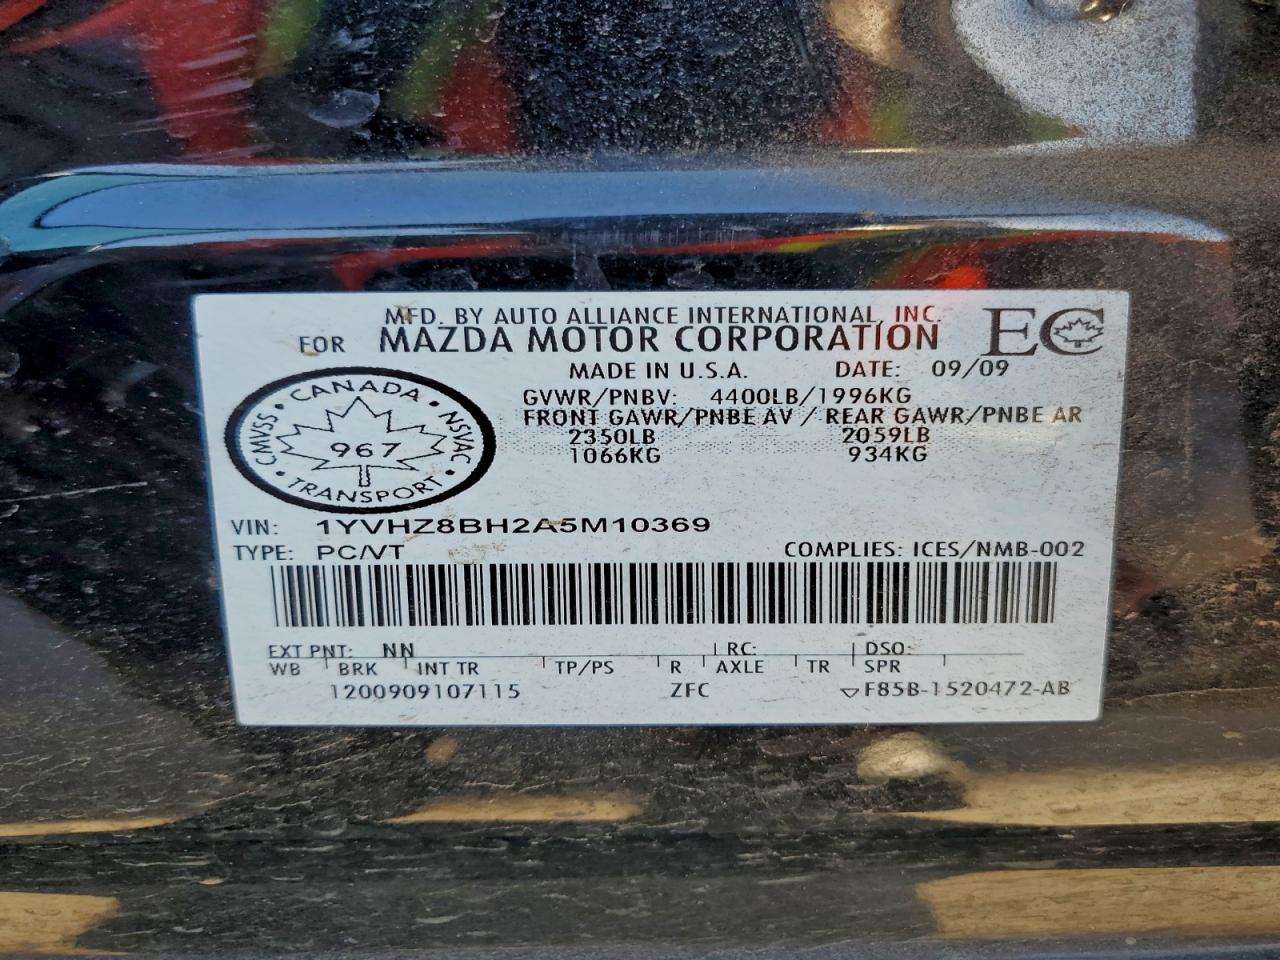 MFD. BY AUTO ALLIANCE INTERNATIONAL, INC.
FOR MAZDA MOTOR CORPORATION
EC
MADE IN U.S.A. DATE: 09/09
GVWR/PNBV: 4400LB/1996KG
FRONT GAWR/PNBE AV / REAR GAWR/PNBE AR
2350LB 2059LB
1066KG 934KG
CANADA • NSVAC • TRANSPORT • CMVSS •
967
VIN: 1YVHZ8BH2A5M10369
TYPE: PC/VT COMPLIES: ICES/NMB-002
EXT PNT: NN RC: DSO:
WB BRK INT TR TP/PS R AXLE TR SPR
1200909107115 ZFC F85B-1520472-AB